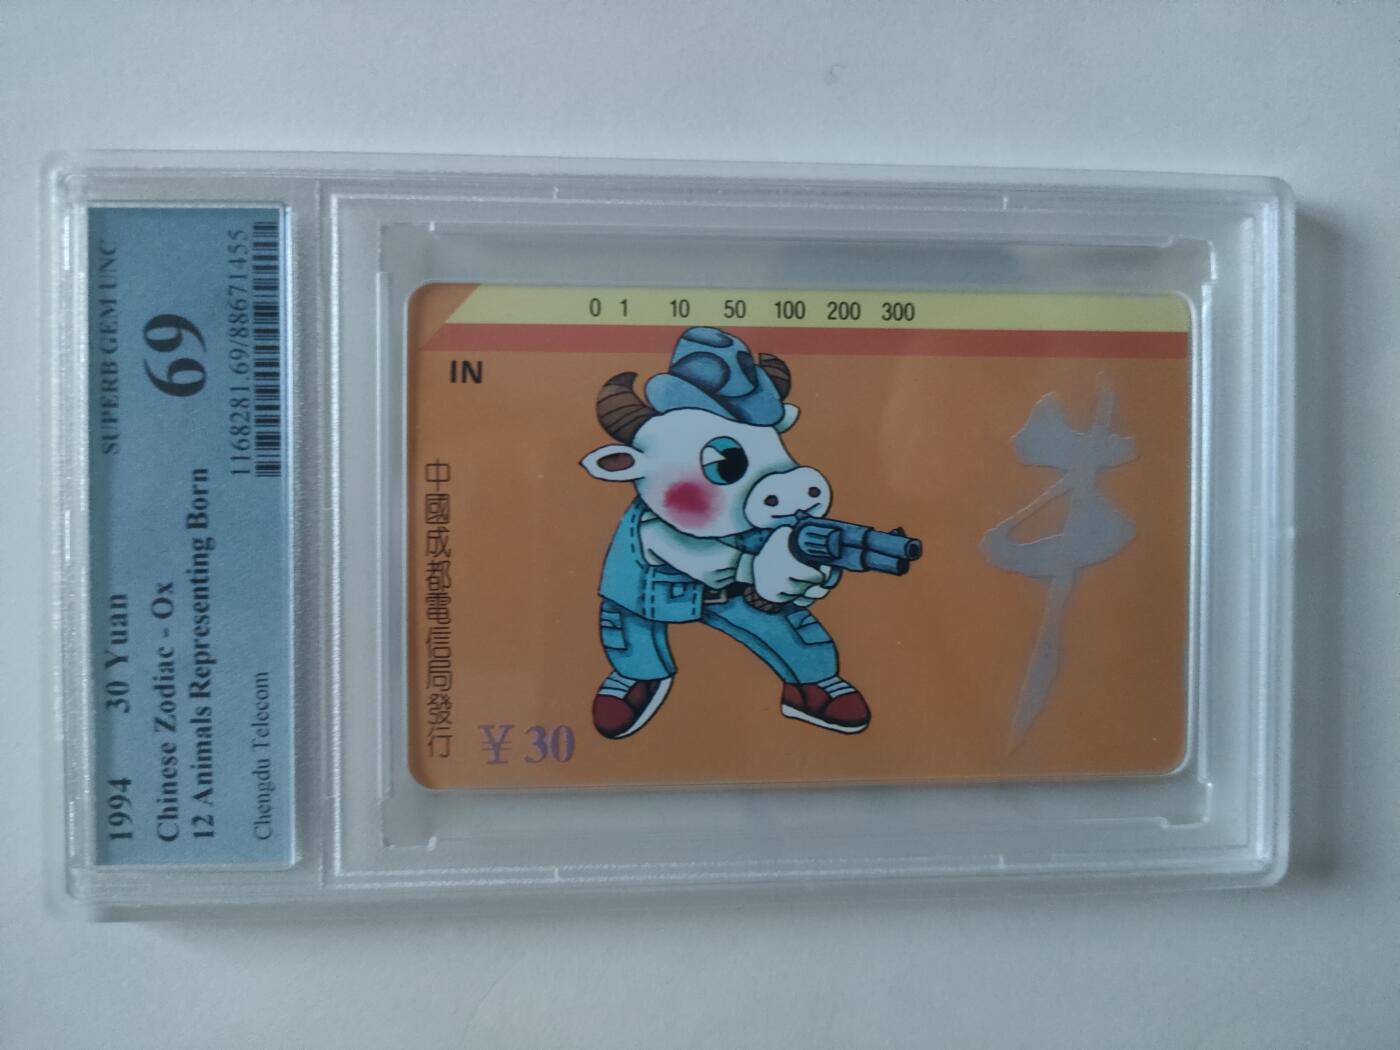 1994 30 Yuan SUPERB GEM UNC
Chinese Zodiac - Ox 69
12 Animals Representing Born
Chengdu Telecom 1168281.69/88671455
0 1 10 50 100 200 300
IN
中國成都電信局發行
¥30
牛